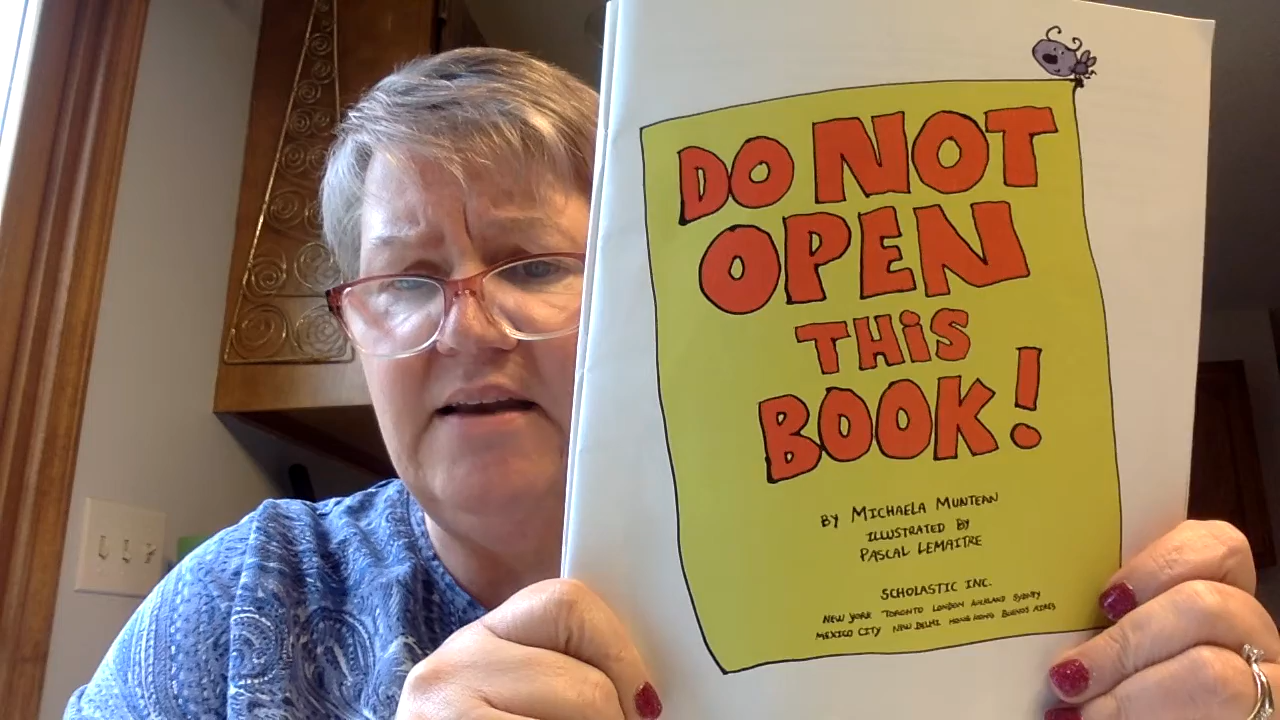 DO NOT
OPEN
THIS
BOOK!
BY MICHAELA MUNTEAN
ILLUSTRATED BY
PASCAL LEMAITRE
SCHOLASTIC INC.
NEW YORK TORONTO LONDON AUCKLAND SYDNEY
MEXICO CITY NEW DELHI HONG KONG BUENOS AIRES